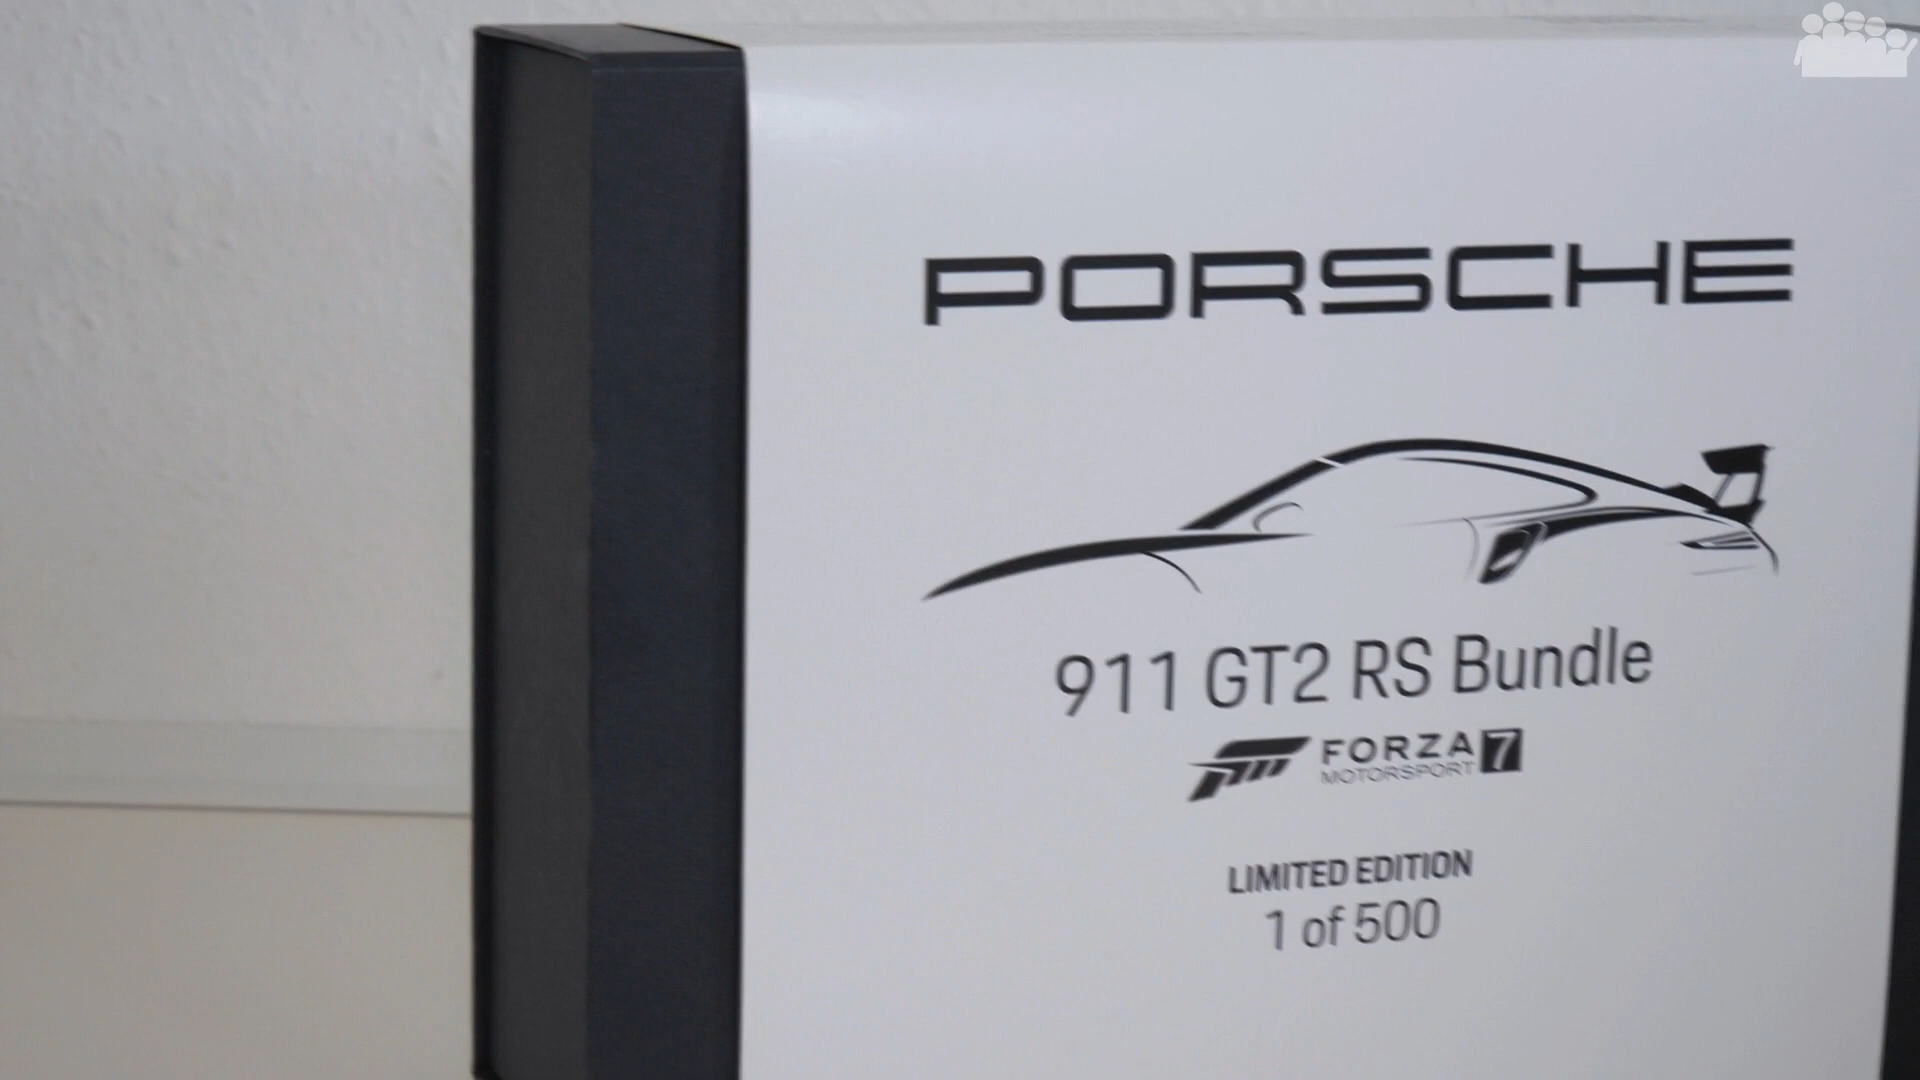 PORSCHE
911 GT2 RS Bundle
FORZA 7
MOTORSPORT
LIMITED EDITION
1 of 500